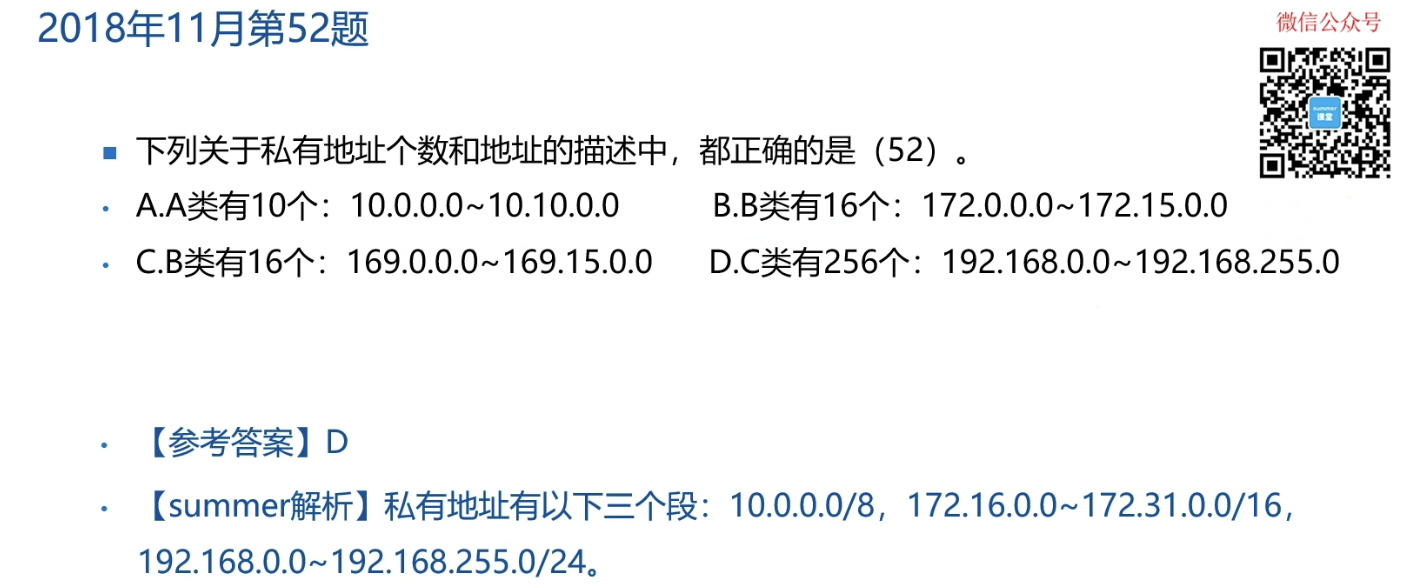 2018年11月第52题
微信公众号
summer
课堂
下列关于私有地址个数和地址的描述中，都正确的是（52）。
A.A类有10个：10.0.0.0~10.10.0.0 B.B类有16个：172.0.0.0~172.15.0.0
C.B类有16个：169.0.0.0~169.15.0.0 D.C类有256个：192.168.0.0~192.168.255.0
【参考答案】D
【summer解析】私有地址有以下三个段：10.0.0.0/8，172.16.0.0~172.31.0.0/16，
192.168.0.0~192.168.255.0/24。